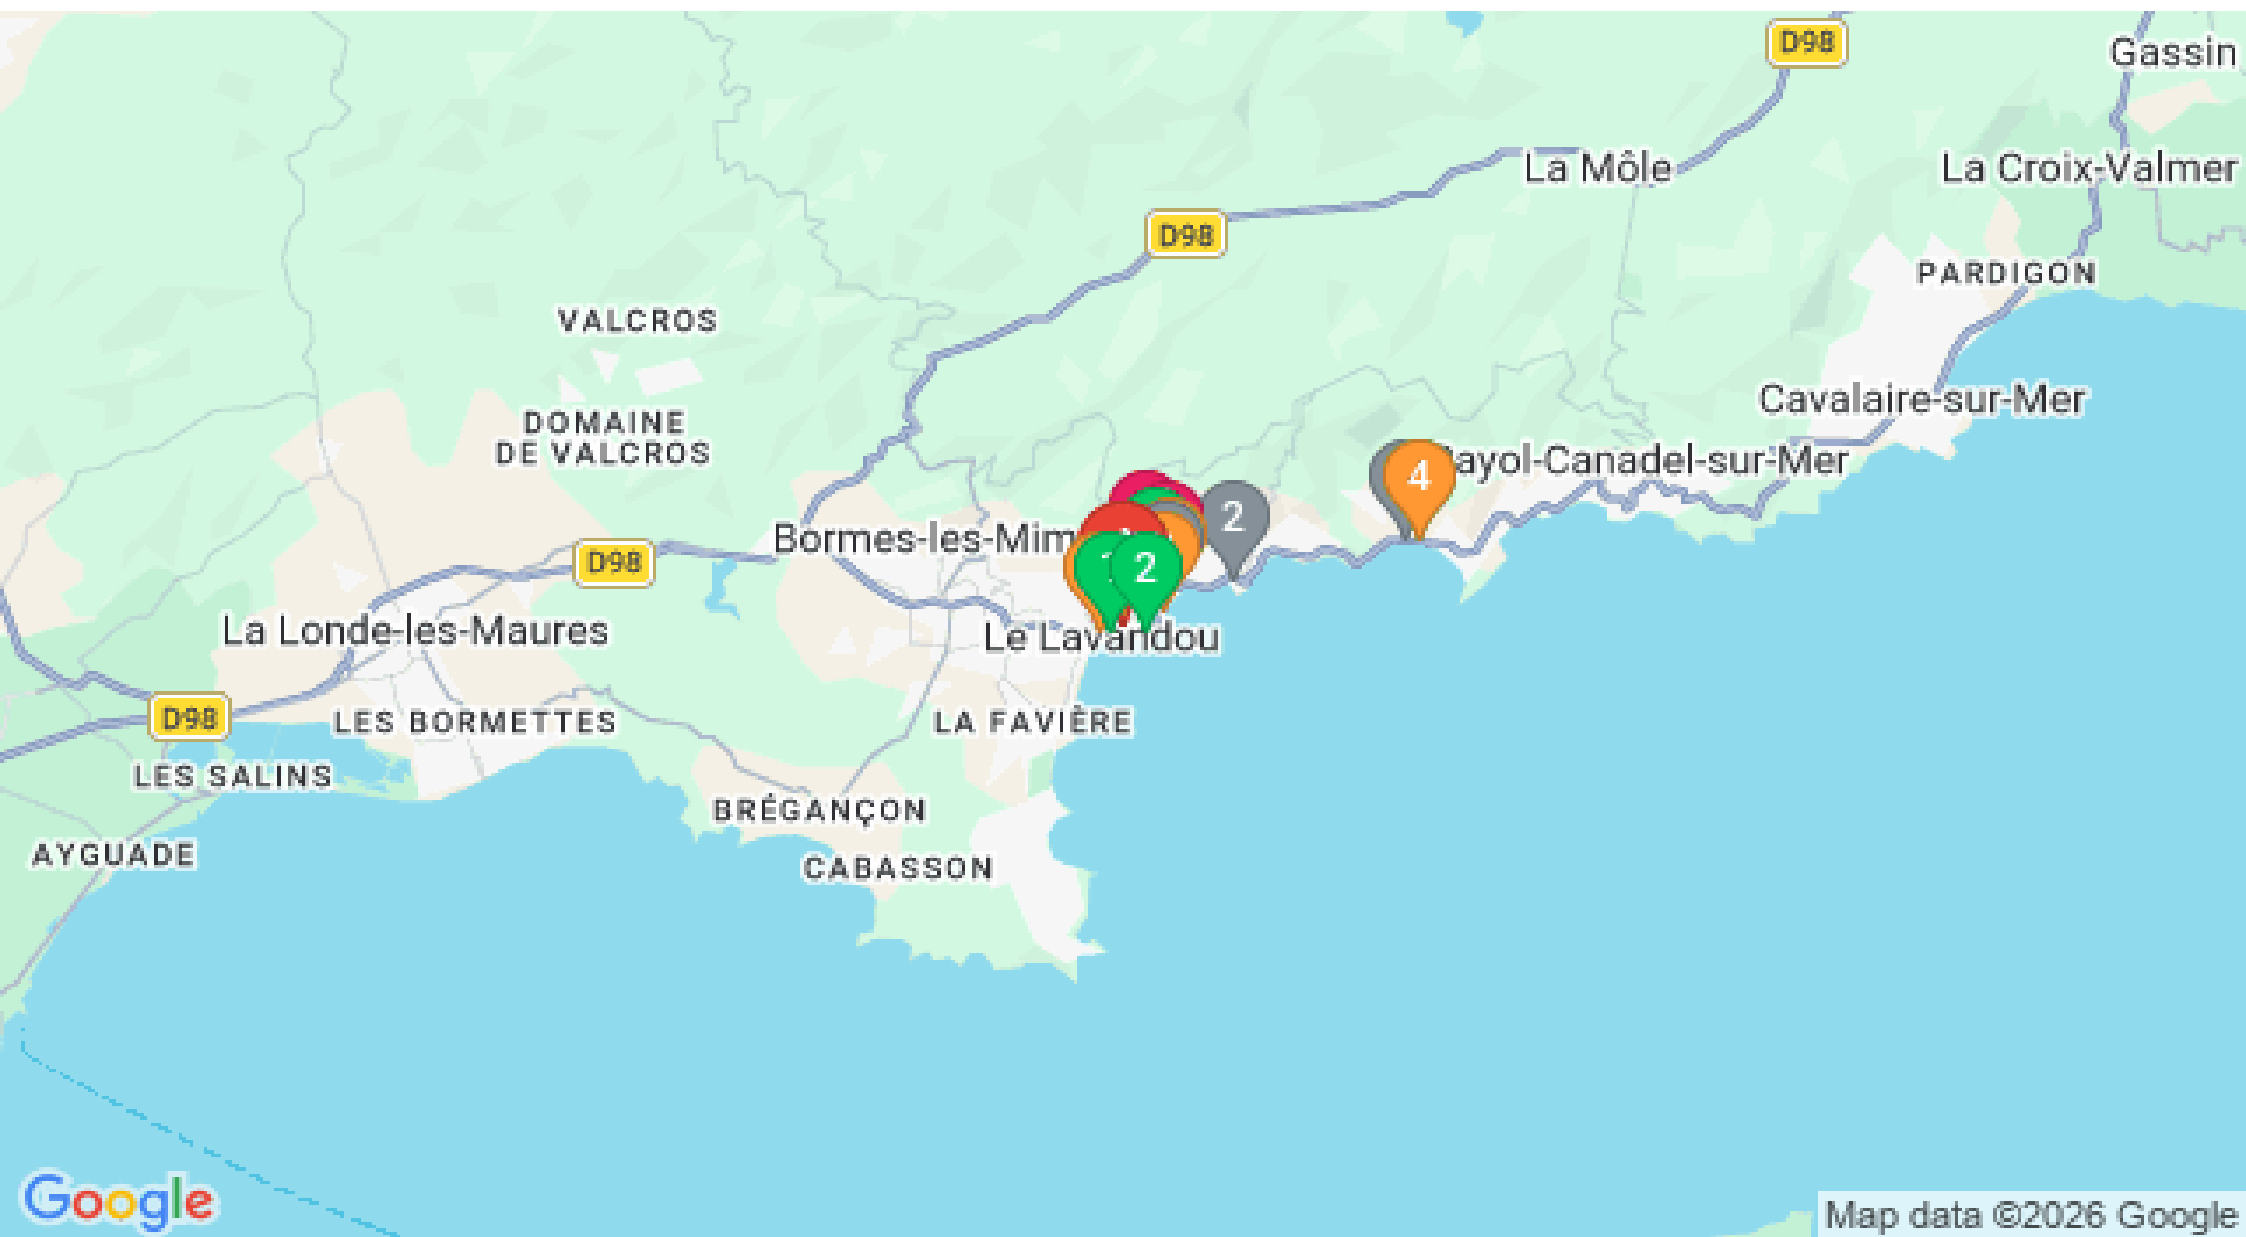 D98
Gassin
La Môle
La Croix-Valmer
D98
PARDIGON
VALCROS
Cavalaire-sur-Mer
DOMAINE
DE VALCROS
ayol-Canadel-sur-Mer
4
2
Bormes-les-Mim
D98
2
La Londe-les-Maures
Le Lavandou
D98
LES BORMETTES
LA FAVIÈRE
LES SALINS
BRÉGANÇON
AYGUADE
CABASSON
Google
Map data ©2026 Google